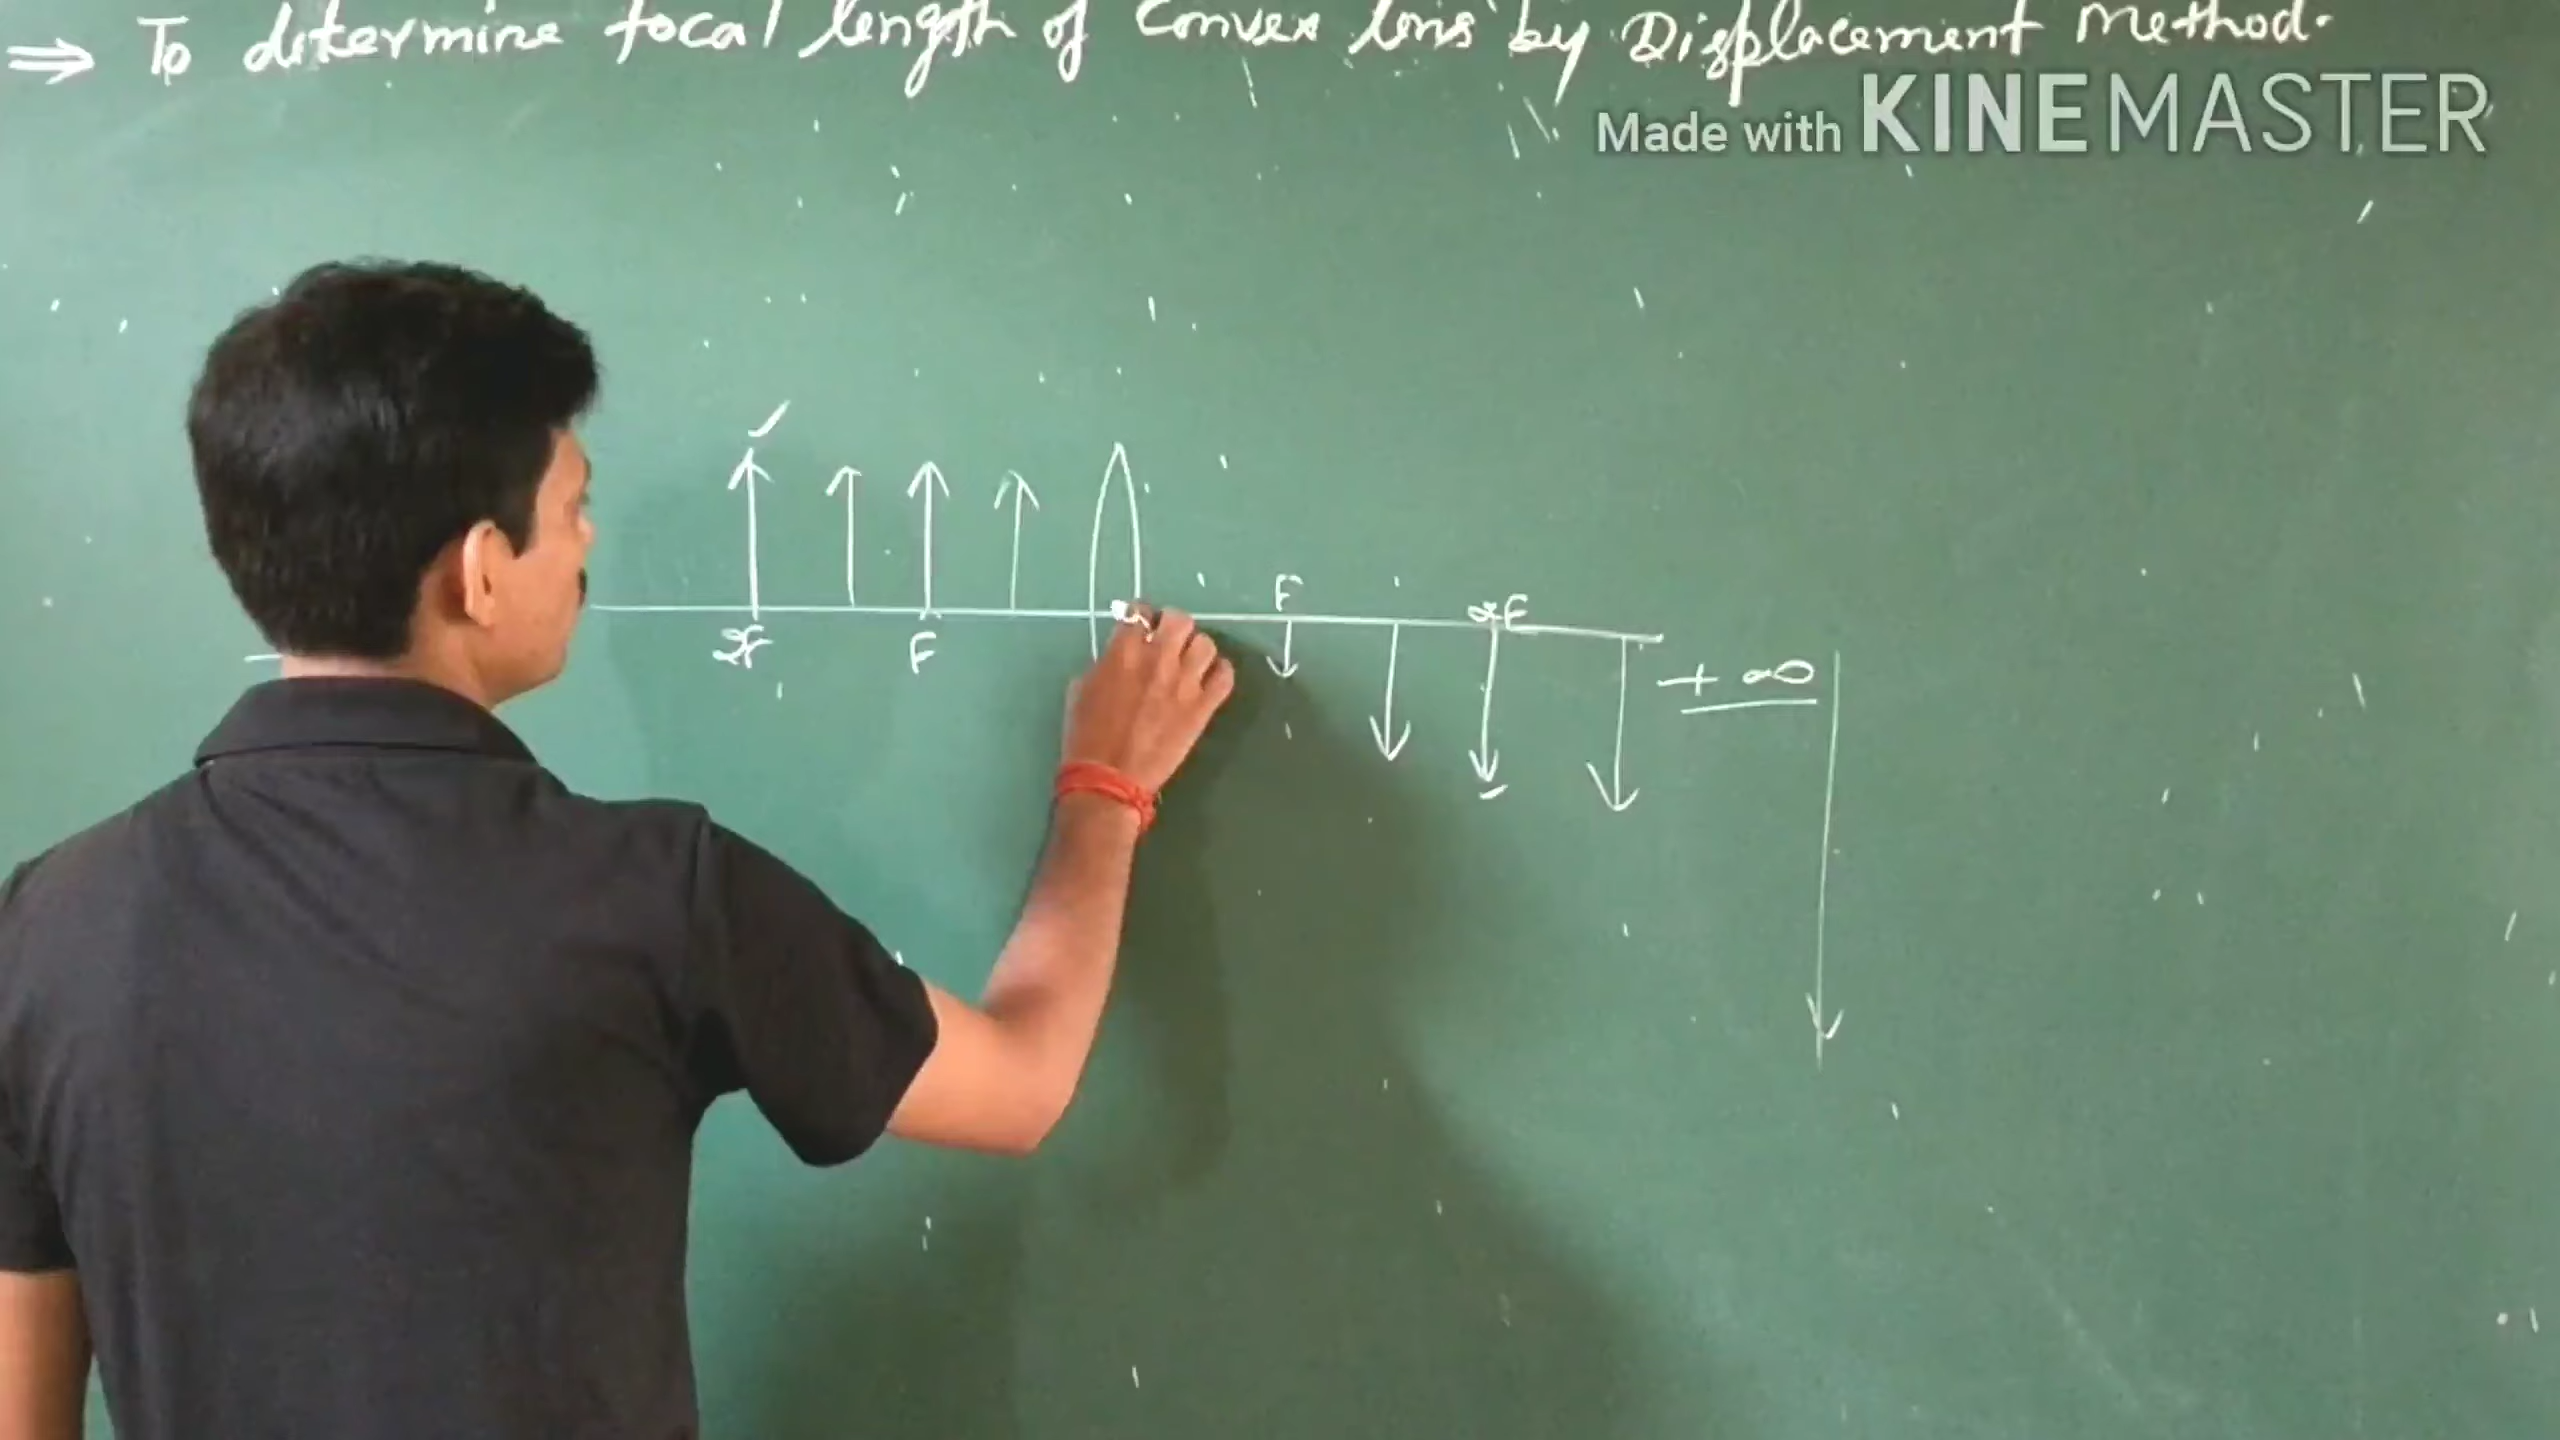 ⇒ To determine focal length of Convex lens by Displacement Method.
Made with KINEMASTER
F
2F
2F
F
+ ∞